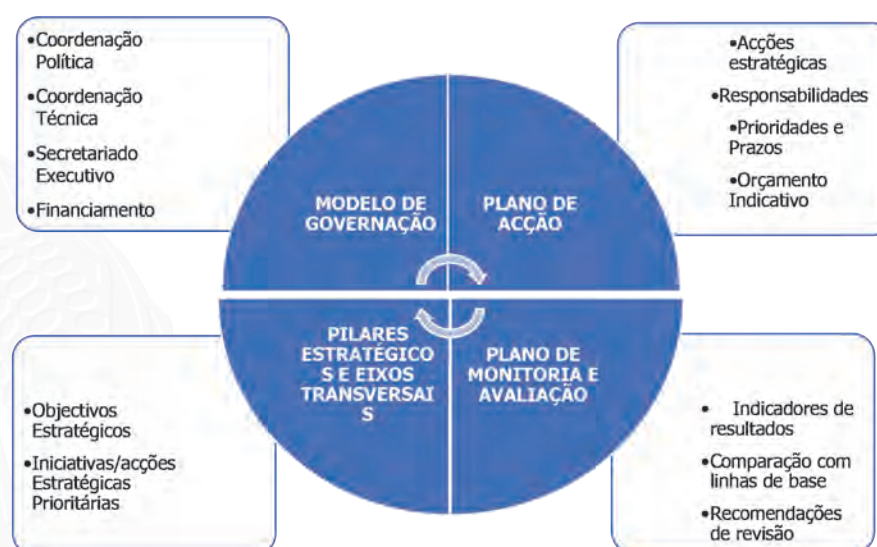 •Coordenação
Política
•Coordenação
Técnica
•Secretariado
Executivo
•Financiamento
•Acções
estratégicas
•Responsabilidades
•Prioridades e
Prazos
•Orçamento
Indicativo
MODELO DE
GOVERNAÇÃO
PLANO DE
ACÇÃO
PILARES
ESTRATÉGICO
S E EIXOS
TRANSVERSAI
S
PLANO DE
MONITORIA E
AVALIAÇÃO
•Objectivos
Estratégicos
•Iniciativas/acções
Estratégicas
Prioritárias
• Indicadores de
resultados
•Comparação com
linhas de base
•Recomendações
de revisão